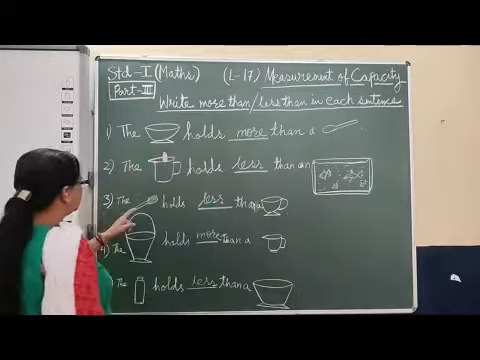 Std-I (Maths) (L-17) Measurement of Capacity
Part-III
Write more than/less than in each sentence
1) The holds more than a
2) The holds less than an
3) The holds less than a
4) The holds more than a
The holds less than a